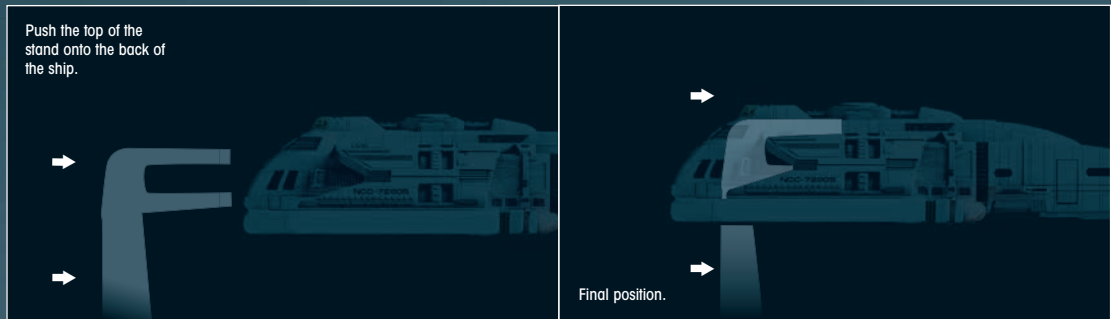 Push the top of the
stand onto the back of
the ship.
Final position.